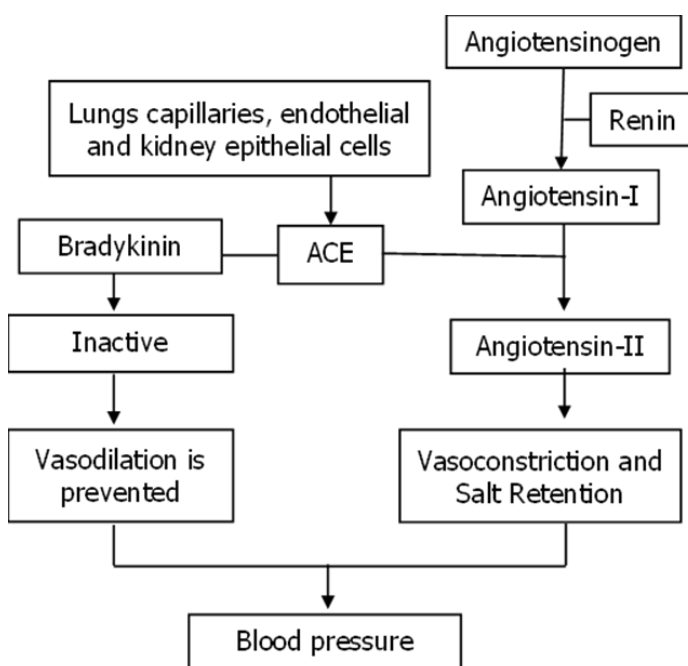 Angiotensinogen
Lungs capillaries, endothelial
and kidney epithelial cells
Renin
Angiotensin-I
Bradykinin
ACE
Inactive
Angiotensin-II
Vasodilation is
prevented
Vasoconstriction and
Salt Retention
Blood pressure